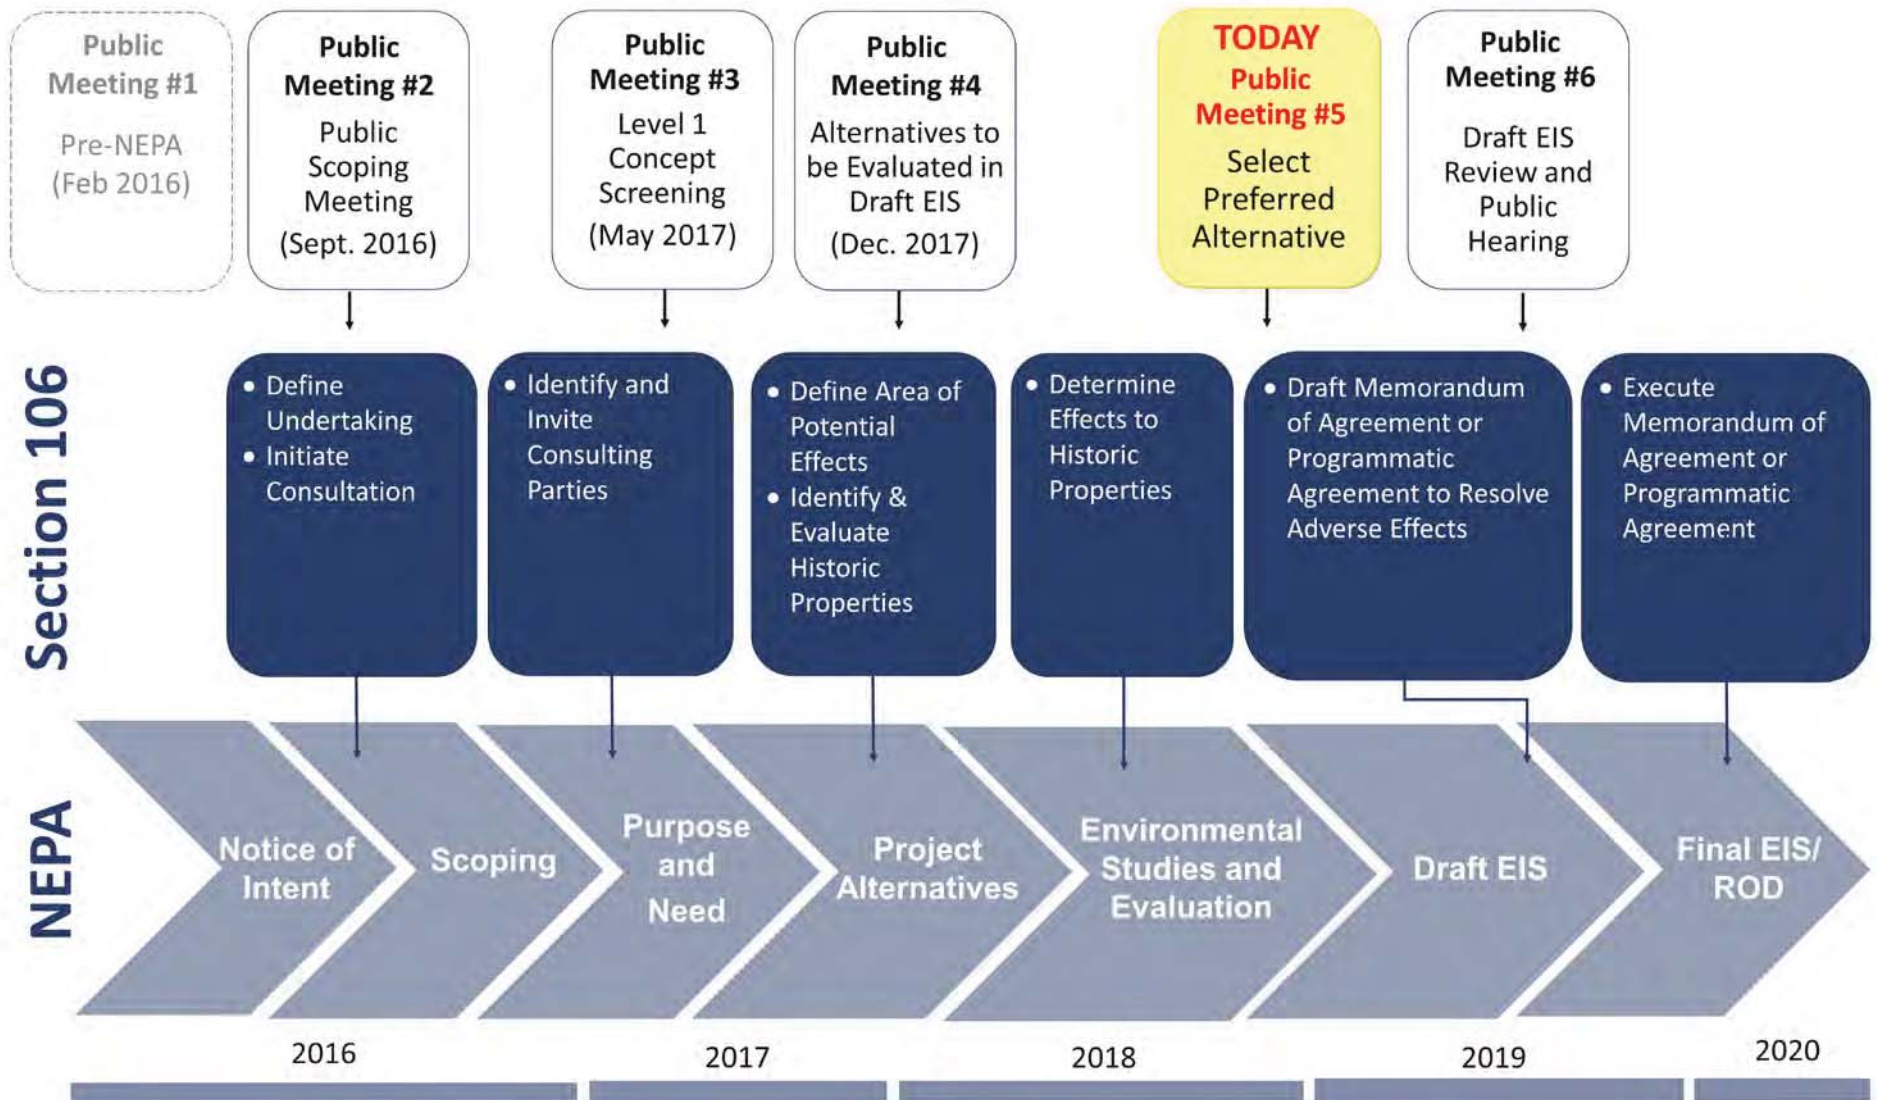 Public
Meeting #1
Pre-NEPA
(Feb 2016)
Public
Meeting #2
Public
Scoping
Meeting
(Sept. 2016)
Public
Meeting #3
Level 1
Concept
Screening
(May 2017)
Public
Meeting #4
Alternatives to
be Evaluated in
Draft EIS
(Dec. 2017)
TODAY
Public
Meeting #5
Select
Preferred
Alternative
Public
Meeting #6
Draft EIS
Review and
Public
Hearing
Section 106
• Define
Undertaking
• Initiate
Consultation
• Identify and
Invite
Consulting
Parties
• Define Area of
Potential
Effects
• Identify &
Evaluate
Historic
Properties
• Determine
Effects to
Historic
Properties
• Draft Memorandum
of Agreement or
Programmatic
Agreement to Resolve
Adverse Effects
• Execute
Memorandum of
Agreement or
Programmatic
Agreement
NEPA
Notice of
Intent
Scoping
Purpose
and
Need
Project
Alternatives
Environmental
Studies and
Evaluation
Draft EIS
Final EIS/
ROD
2016
2017
2018
2019
2020